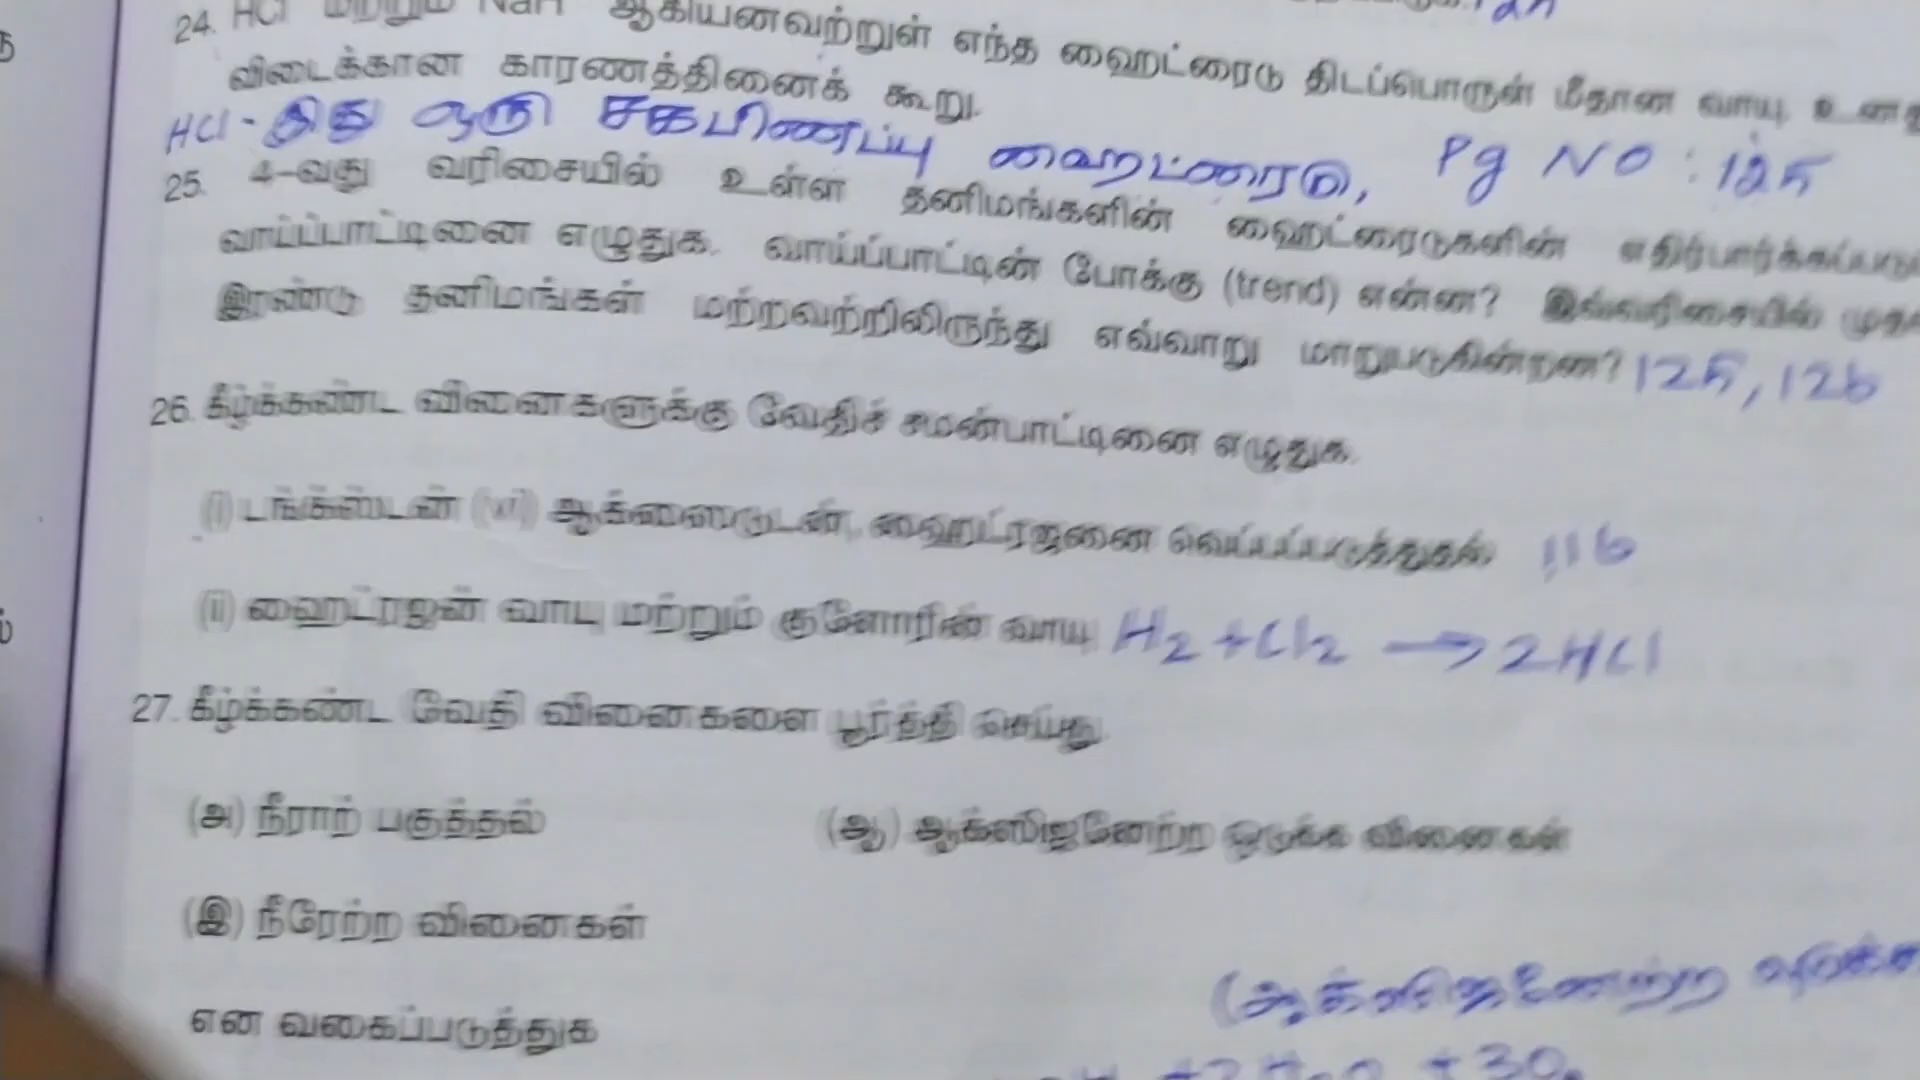 24. HCl மற்றும் NaH ஆகியனவற்றுள் எந்த ஹைட்ரைடு திடப்பொருள் மீதான வாயு
விடைக்கான காரணத்தினைக் கூறு.
HCl - இது ஒரு சகபிணைப்பு ஹைட்ரைடு, Pg NO : 125
25. 4-வது வரிசையில் உள்ள தனிமங்களின் ஹைட்ரைடுகளின் எதிர்பார்க்கப்படும்
வாய்ப்பாட்டினை எழுதுக. வாய்ப்பாட்டின் போக்கு (trend) என்ன? இவ்வரிசையில் முதல்
இரண்டு தனிமங்கள் மற்றவற்றிலிருந்து எவ்வாறு மாறுபடுகின்றன? 125, 126
26. கீழ்க்கண்ட வினைகளுக்கு வேதிச் சமன்பாட்டினை எழுதுக.
(i) டங்க்ஸ்டன் (vi) ஆக்ஸைடுடன், ஹைட்ரஜனை வெப்பப்படுத்துதல் 116
(ii) ஹைட்ரஜன் வாயு மற்றும் குளோரின் வாயு H₂ + Cl₂ → 2HCl
27. கீழ்க்கண்ட வேதி வினைகளை பூர்த்தி செய்து
(அ) நீராற் பகுத்தல் (ஆ) ஆக்ஸிஜனேற்ற ஒடுக்க வினைகள்
(இ) நீரேற்ற வினைகள்
(ஆக்ஸிஜனேற்ற
என வகைப்படுத்துக